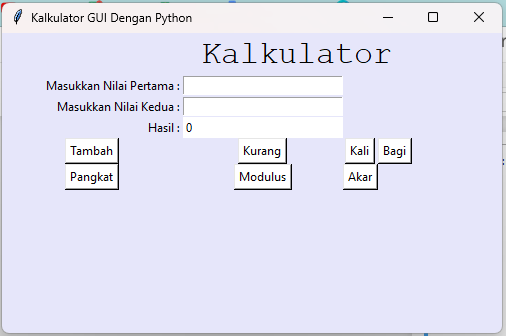 Kalkulator GUI Dengan Python
Kalkulator
Masukkan Nilai Pertama :
Masukkan Nilai Kedua :
Hasil : 0
Tambah Kurang Kali Bagi
Pangkat Modulus Akar